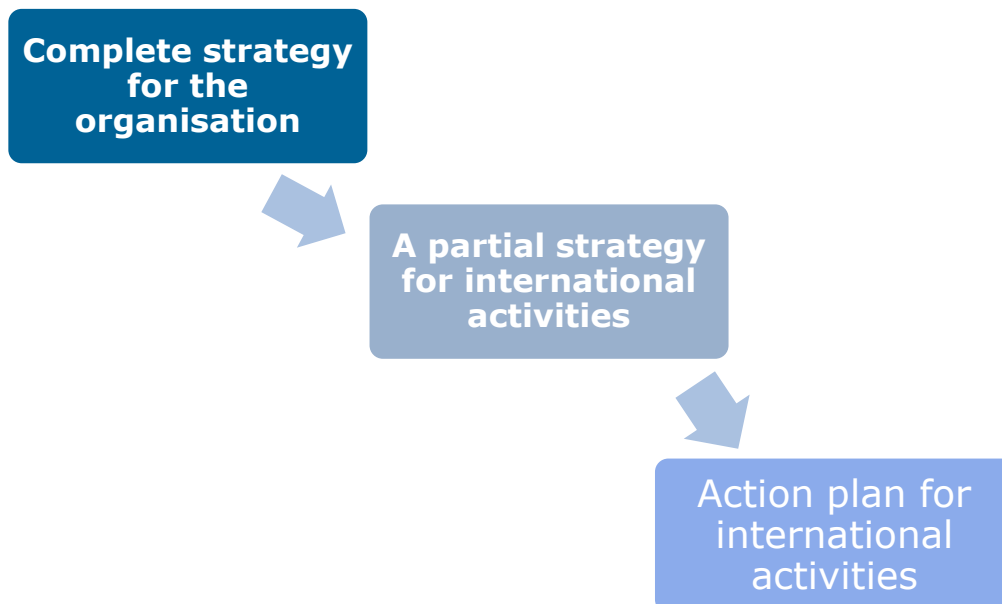 Complete strategy
for the
organisation
A partial strategy
for international
activities
Action plan for
international
activities